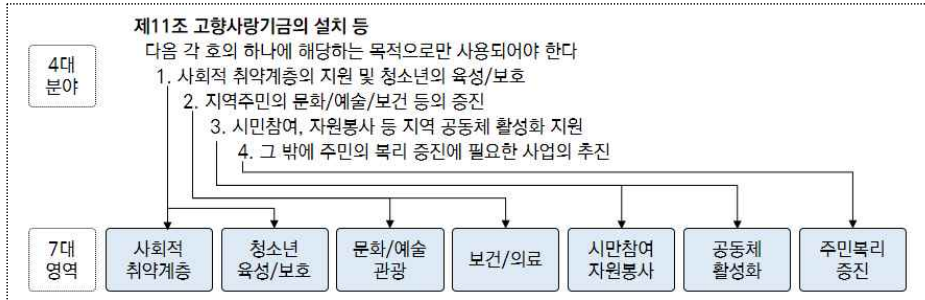 제11조 고향사랑기금의 설치 등
다음 각 호의 하나에 해당하는 목적으로만 사용되어야 한다
4대
분야
1. 사회적 취약계층의 지원 및 청소년의 육성/보호
2. 지역주민의 문화/예술/보건 등의 증진
3. 시민참여, 자원봉사 등 지역 공동체 활성화 지원
4. 그 밖에 주민의 복리 증진에 필요한 사업의 추진
7대
영역
사회적
취약계층
청소년
육성/보호
문화/예술
관광
보건/의료
시만참여
자원봉사
공동체
활성화
주민복리
증진